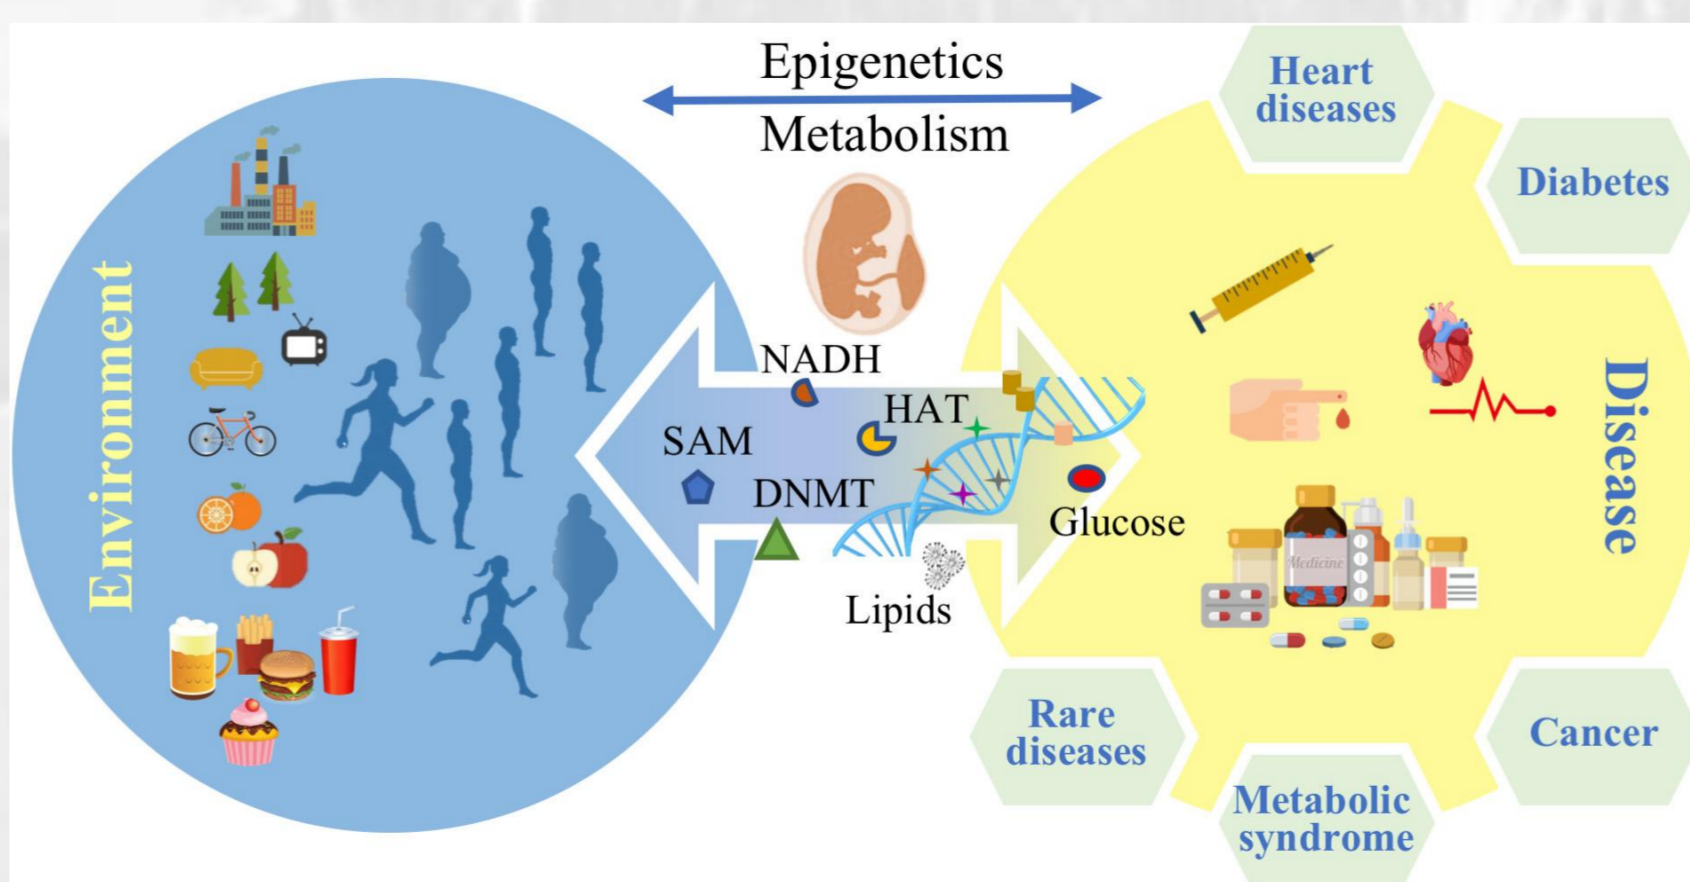 Epigenetics
Metabolism
Environment
NADH
HAT
SAM
DNMT
Glucose
Lipids
Heart
diseases
Diabetes
Disease
Medicine
Rare
diseases
Metabolic
syndrome
Cancer